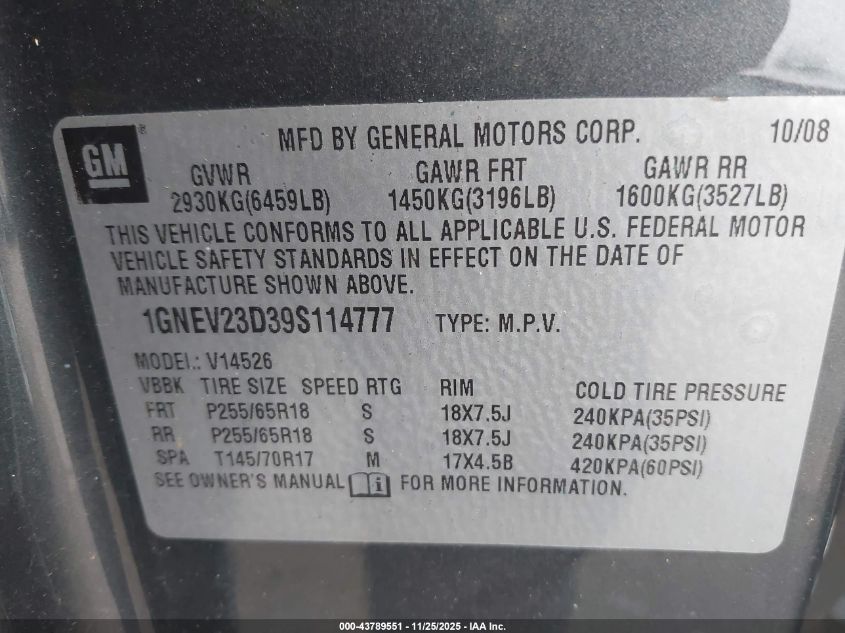 GM
MFD BY GENERAL MOTORS CORP. 10/08
GVWR GAWR FRT GAWR RR
2930KG(6459LB) 1450KG(3196LB) 1600KG(3527LB)
THIS VEHICLE CONFORMS TO ALL APPLICABLE U.S. FEDERAL MOTOR
VEHICLE SAFETY STANDARDS IN EFFECT ON THE DATE OF
MANUFACTURE SHOWN ABOVE.
1GNEV23D39S114777 TYPE: M.P.V.
MODEL: V14526
VBBK TIRE SIZE SPEED RTG RIM COLD TIRE PRESSURE
FRT P255/65R18 S 18X7.5J 240KPA(35PSI)
RR P255/65R18 S 18X7.5J 240KPA(35PSI)
SPA T145/70R17 M 17X4.5B 420KPA(60PSI)
SEE OWNER'S MANUAL FOR MORE INFORMATION.
000-43789551 - 11/25/2025 - IAA Inc.